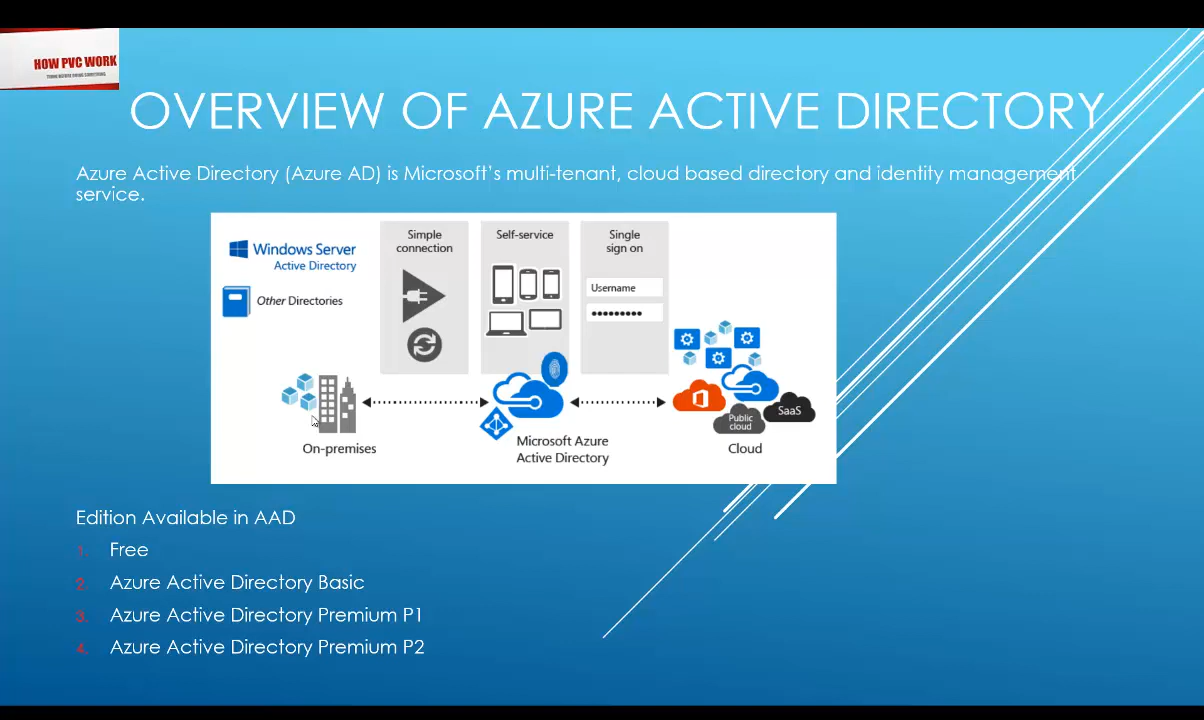 HOW PVC WORK
OVERVIEW OF AZURE ACTIVE DIRECTORY
Azure Active Directory (Azure AD) is Microsoft's multi-tenant, cloud based directory and identity management
service.
Windows Server
Active Directory
Other Directories
Simple
connection
Self-service
Single
sign on
Username
On-premises
Microsoft Azure
Active Directory
Public
cloud
SaaS
Cloud
Edition Available in AAD
1. Free
2. Azure Active Directory Basic
3. Azure Active Directory Premium P1
4. Azure Active Directory Premium P2